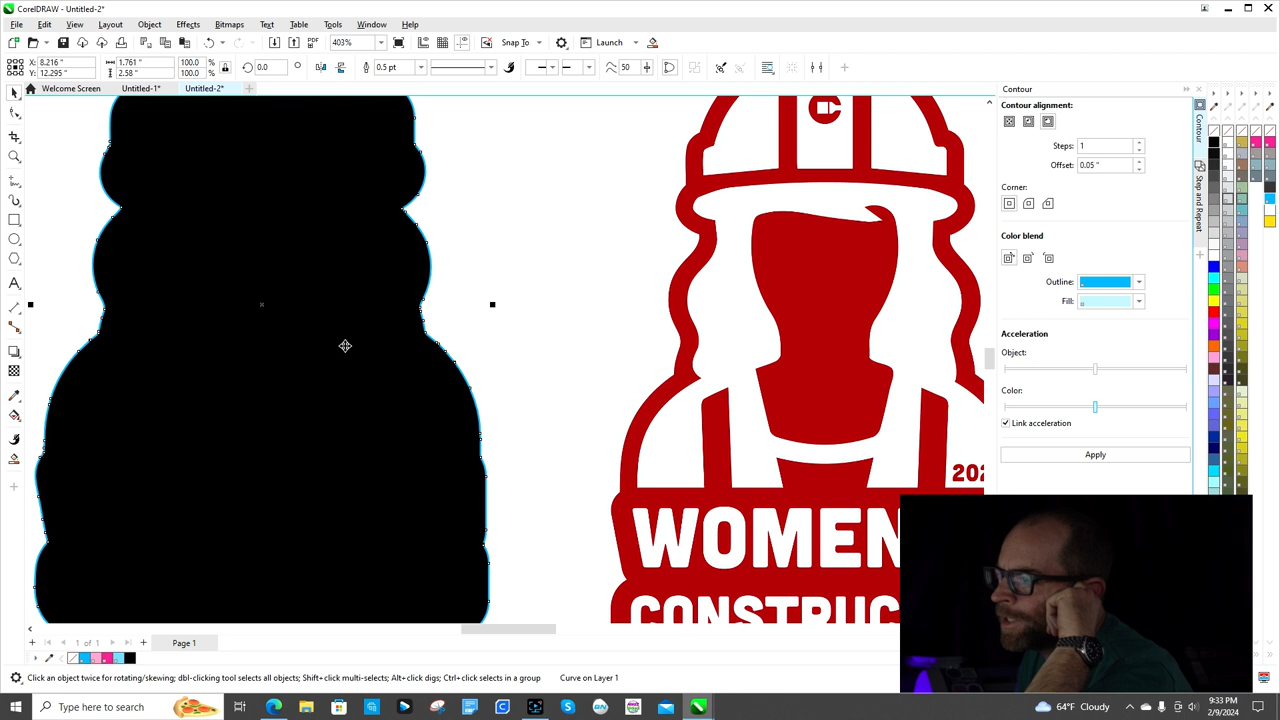 CorelDRAW - Untitled-2*
File Edit View Layout Object Effects Bitmaps Text Table Tools Window Help
PDF 403% Snap To Launch
X: 8.216 " 1.761 " 100.0 % 0.0 ° 0.5 pt 50
Y: 12.295 " 2.58 " 100.0 %
Welcome Screen Untitled-1* Untitled-2*
Contour
Contour alignment:
Steps: 1
Offset: 0.05 "
Corner:
Color blend
Outline:
Fill:
Acceleration
Object:
Color:
Link acceleration
Apply
Contour
Step and Repeat
202
WOMEN
CONSTRUC
1 of 1 Page 1
Click an object twice for rotating/skewing; dbl-clicking tool selects all objects; Shift+click multi-selects; Alt+click digs; Ctrl+click selects in a group Curve on Layer 1
Type here to search
64°F Cloudy
9:33 PM
2/9/2024